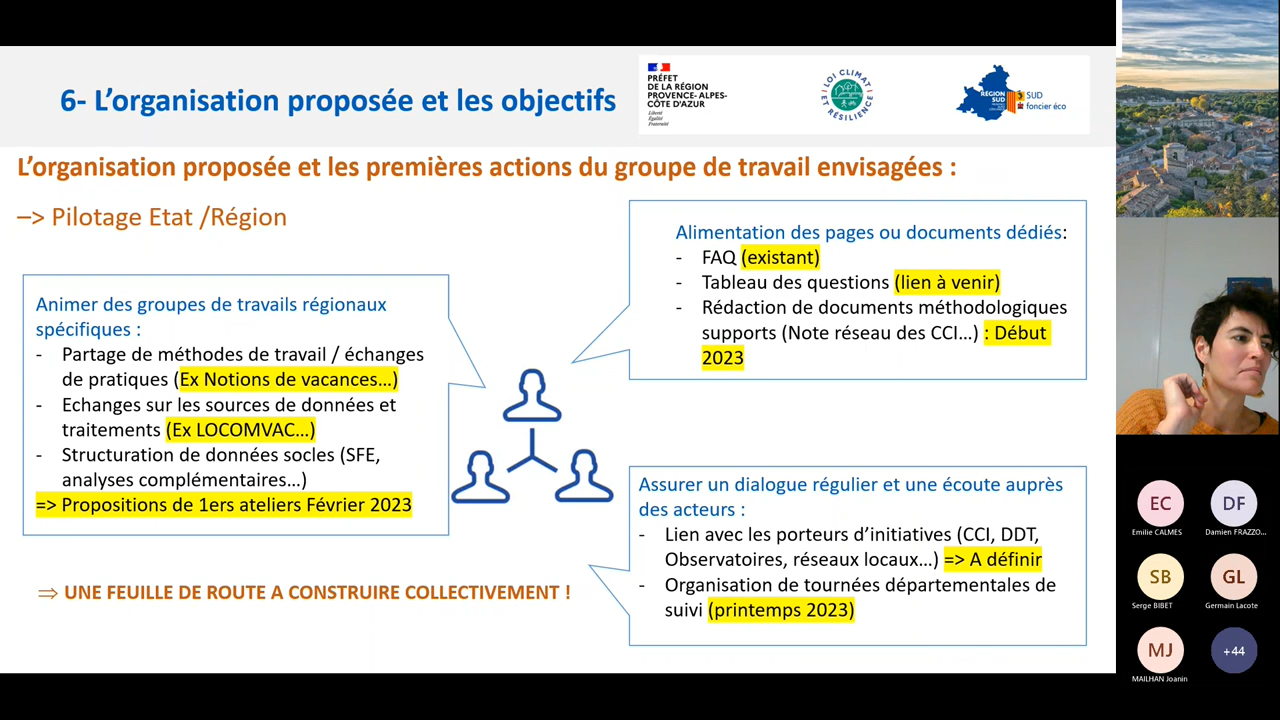 6- L’organisation proposée et les objectifs
PRÉFET
DE LA RÉGION
PROVENCE- ALPES-
CÔTE D'AZUR
Liberté
Égalité
Fraternité
LOI CLIMAT
ET RÉSILIENCE
RÉGION
SUD
SUD
foncier éco
L’organisation proposée et les premières actions du groupe de travail envisagées :
–> Pilotage Etat /Région
Alimentation des pages ou documents dédiés:
- FAQ (existant)
- Tableau des questions (lien à venir)
- Rédaction de documents méthodologiques
supports (Note réseau des CCI…) : Début
2023
Animer des groupes de travails régionaux
spécifiques :
- Partage de méthodes de travail / échanges
de pratiques (Ex Notions de vacances…)
- Echanges sur les sources de données et
traitements (Ex LOCOMVAC…)
- Structuration de données socles (SFE,
analyses complémentaires…)
=> Propositions de 1ers ateliers Février 2023
Assurer un dialogue régulier et une écoute auprès
des acteurs :
- Lien avec les porteurs d’initiatives (CCI, DDT,
Observatoires, réseaux locaux…) => A définir
- Organisation de tournées départementales de
suivi (printemps 2023)
⇒ UNE FEUILLE DE ROUTE A CONSTRUIRE COLLECTIVEMENT !
EC
Emilie CALMES
DF
Damien FRAZZO...
SB
Serge BIBET
GL
Germain Lacote
MJ
MAILHAN Joanin
+44